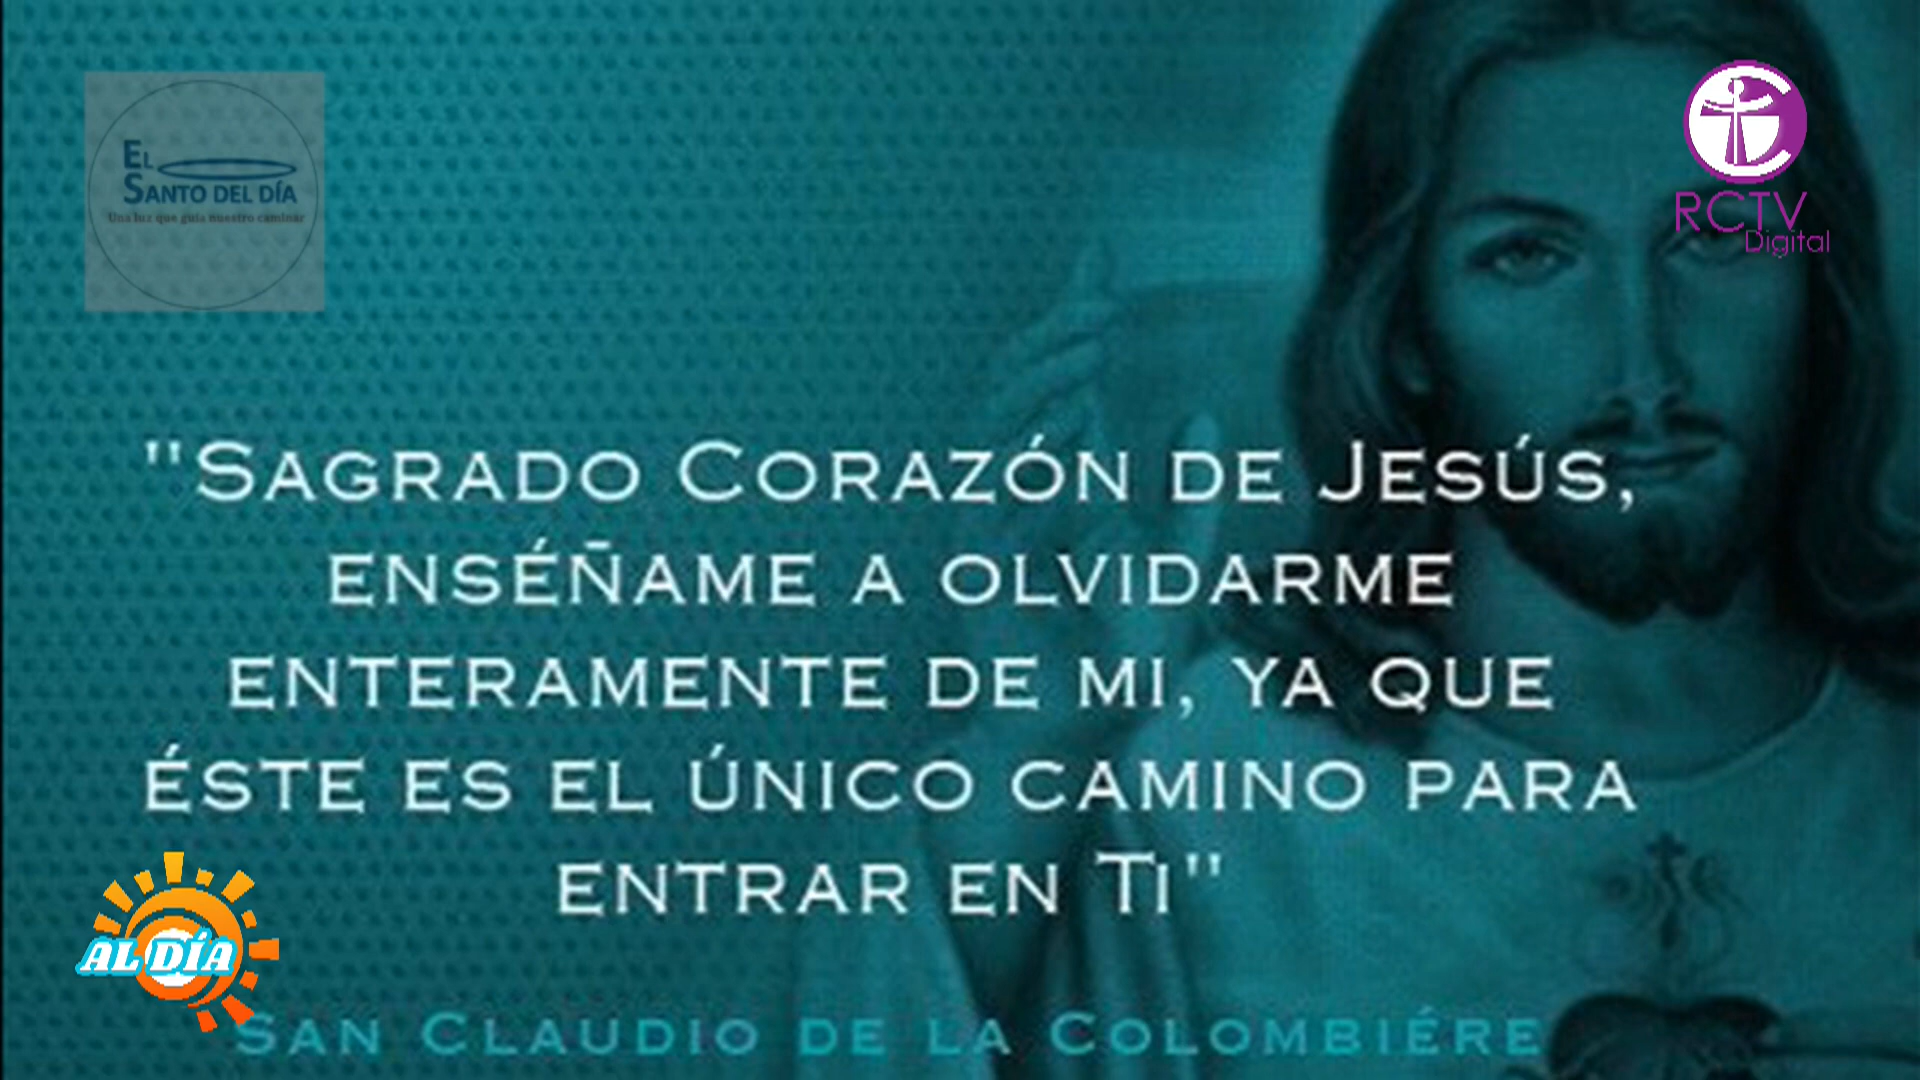 EL
SANTO DEL DÍA
Una luz que guía nuestro caminar
RCTV
Digital
"SAGRADO CORAZÓN DE JESÚS,
ENSÉÑAME A OLVIDARME
ENTERAMENTE DE MI, YA QUE
ÉSTE ES EL ÚNICO CAMINO PARA
ENTRAR EN TI"
AL DÍA
SAN CLAUDIO DE LA COLOMBIÉRE